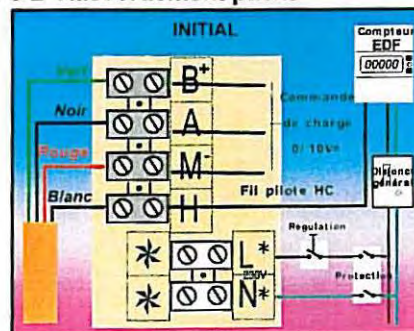 INITIAL
Compteur
EDF
00000
Vert
B+
Noir
A
Commande
de charge
0/10V=
Rouge
M-
Blanc
H
Fil pilote HC
Disjonct
général
L*
Régulation
230V
N*
Protection